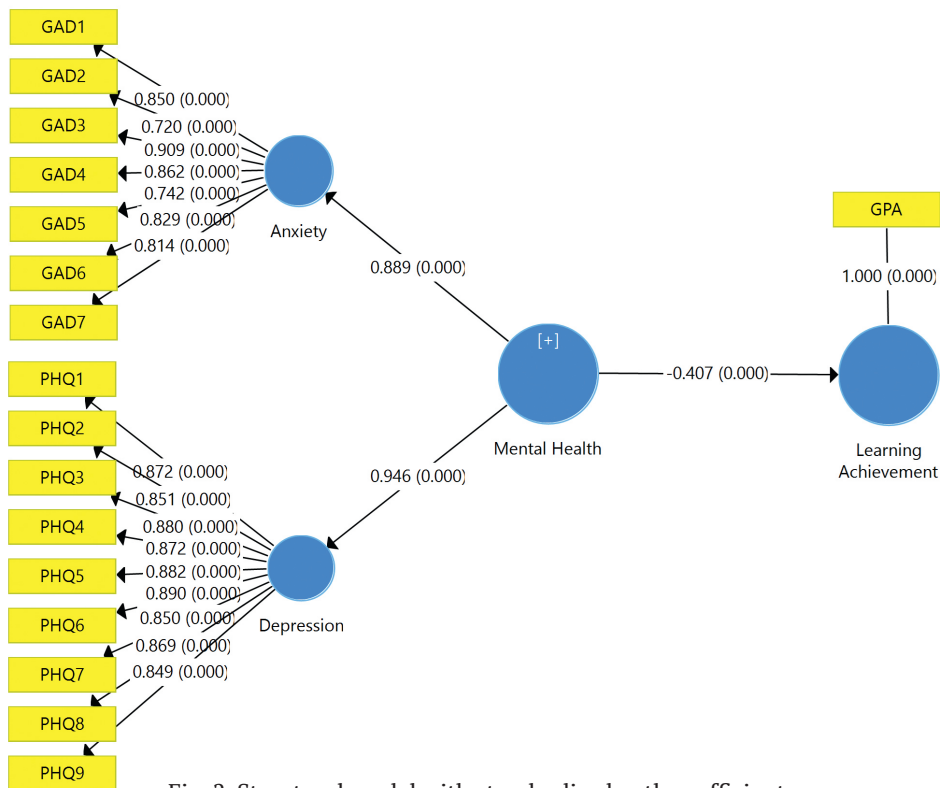 GAD1
GAD2
GAD3
GAD4
GAD5
GAD6
GAD7
0.850 (0.000)
0.720 (0.000)
0.909 (0.000)
0.862 (0.000)
0.742 (0.000)
0.829 (0.000)
0.814 (0.000)
Anxiety
0.889 (0.000)
PHQ1
PHQ2
PHQ3
PHQ4
PHQ5
PHQ6
PHQ7
PHQ8
PHQ9
0.872 (0.000)
0.851 (0.000)
0.880 (0.000)
0.872 (0.000)
0.882 (0.000)
0.890 (0.000)
0.850 (0.000)
0.869 (0.000)
0.849 (0.000)
Depression
0.946 (0.000)
[+]
Mental Health
-0.407 (0.000)
GPA
1.000 (0.000)
Learning
Achievement